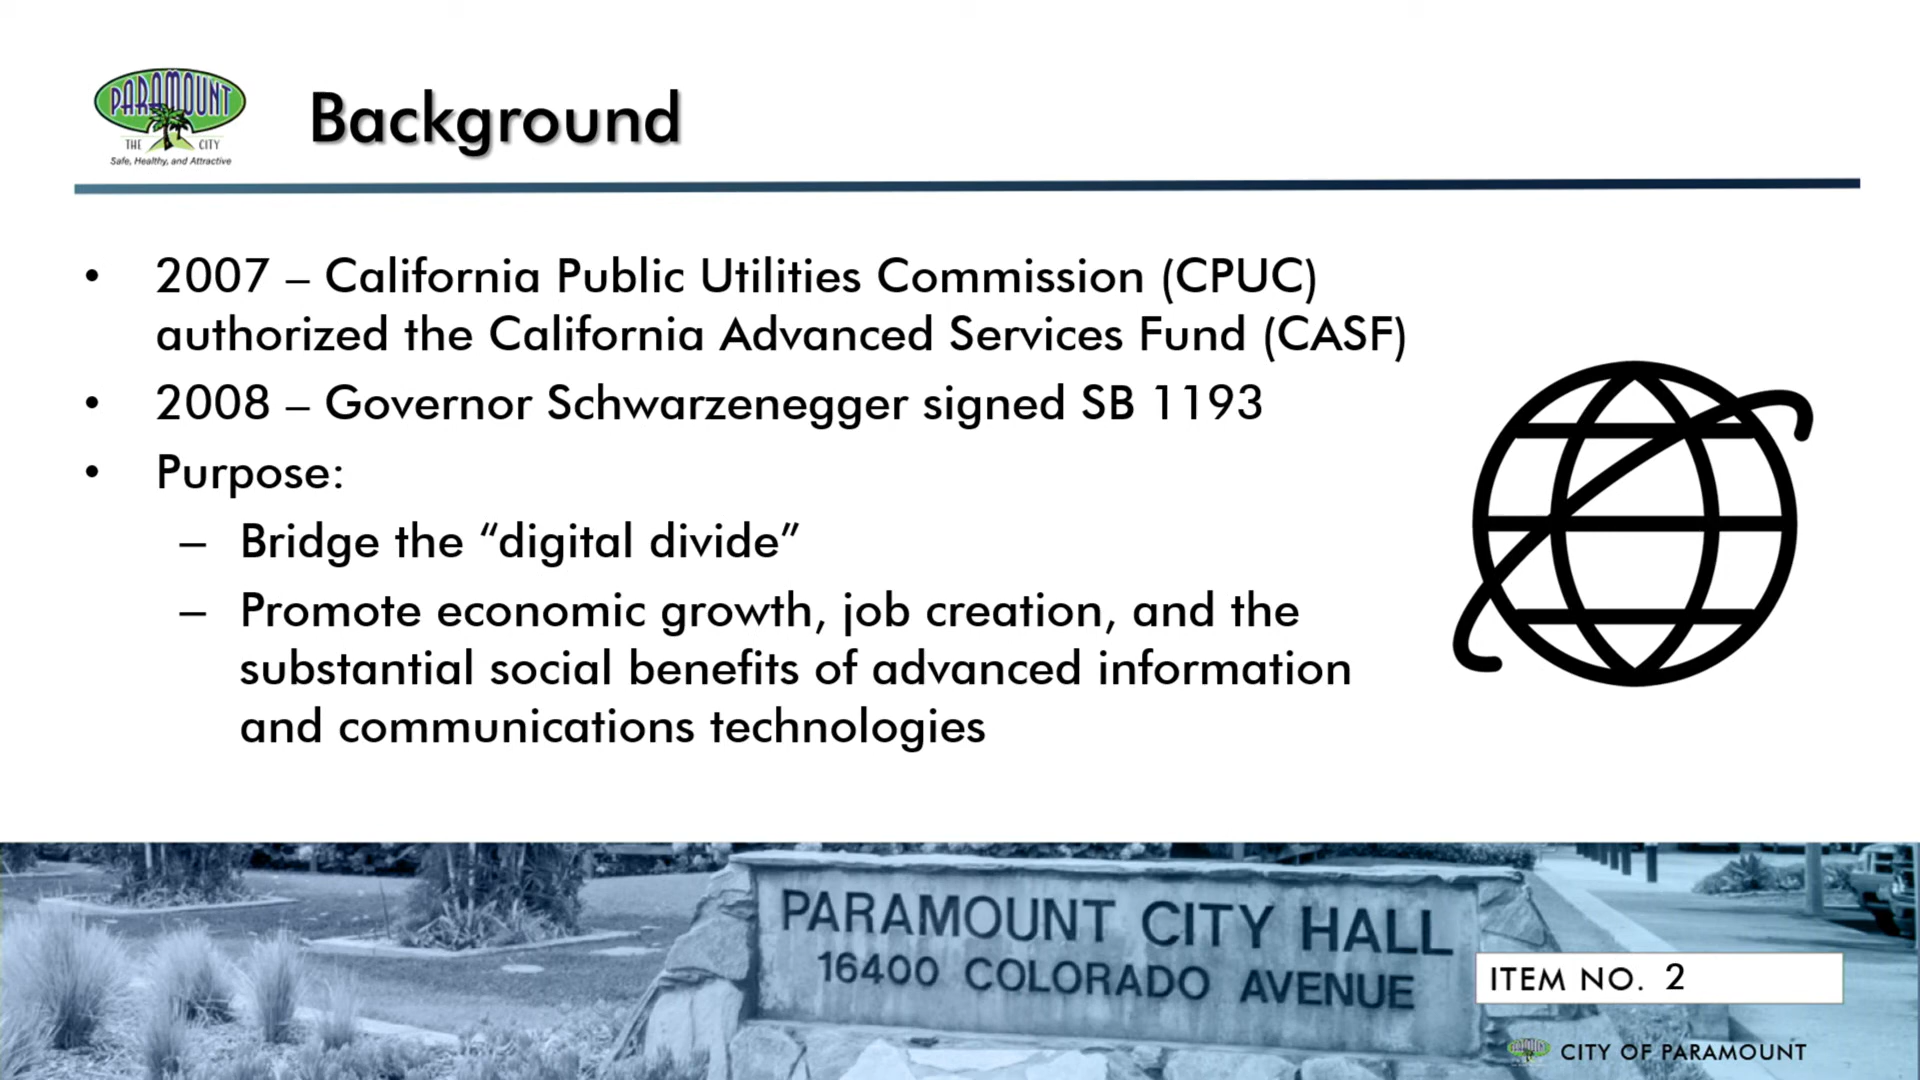 PARAMOUNT
THE CITY
Safe, Healthy, and Attractive
Background
• 2007 – California Public Utilities Commission (CPUC)
authorized the California Advanced Services Fund (CASF)
• 2008 – Governor Schwarzenegger signed SB 1193
• Purpose:
– Bridge the “digital divide”
– Promote economic growth, job creation, and the
substantial social benefits of advanced information
and communications technologies
PARAMOUNT CITY HALL
16400 COLORADO AVENUE
ITEM NO. 2
PARAMOUNT
CITY OF PARAMOUNT